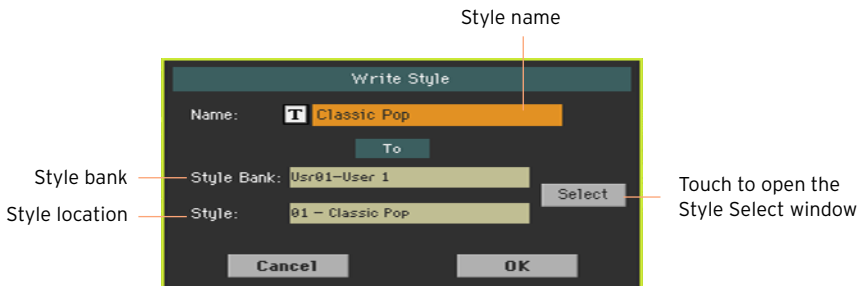 Style name
Write Style
Name: T Classic Pop
To
Style bank
Style Bank: Usr01-User 1
Select
Touch to open the
Style Select window
Style location
Style: 01 - Classic Pop
Cancel OK